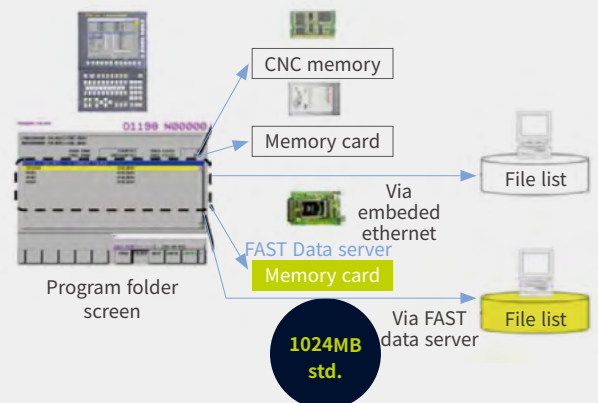 CNC memory
O1198 N00000
Memory card
Via
embeded
ethernet
File list
FAST Data server
Memory card
Program folder
screen
Via FAST
data server
File list
1024MB
std.